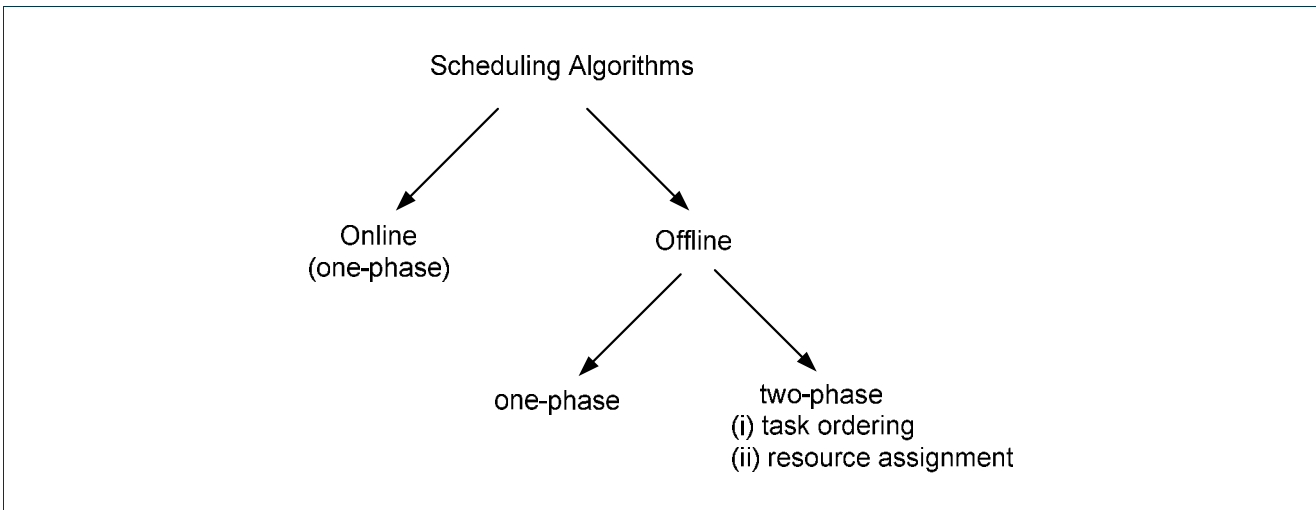 Scheduling Algorithms
Online
(one-phase)
Offline
one-phase
two-phase
(i) task ordering
(ii) resource assignment